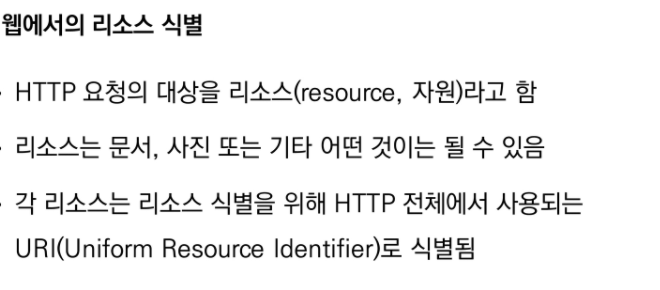 웹에서의 리소스 식별
· HTTP 요청의 대상을 리소스(resource, 자원)라고 함
· 리소스는 문서, 사진 또는 기타 어떤 것이는 될 수 있음
· 각 리소스는 리소스 식별을 위해 HTTP 전체에서 사용되는
URI(Uniform Resource Identifier)로 식별됨